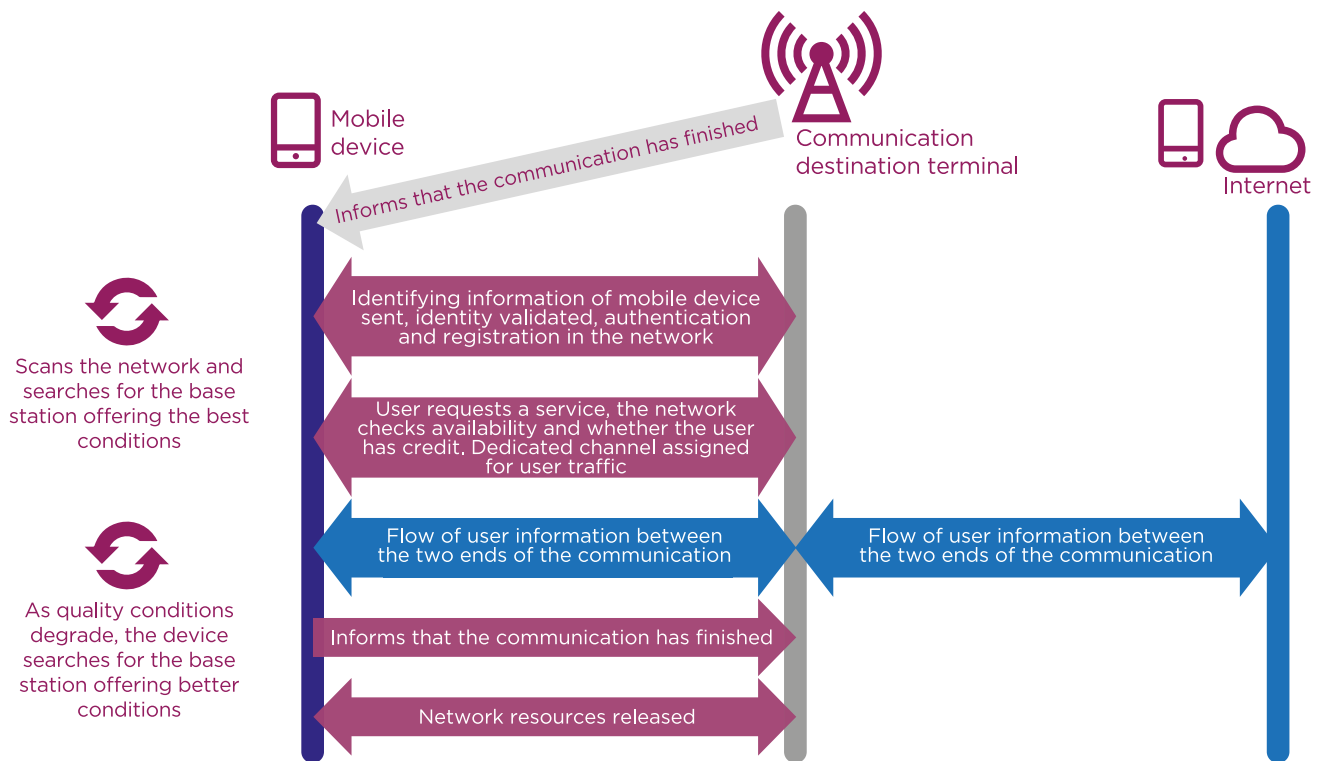 Mobile
device
Communication
destination terminal
Internet
Informs that the communication has finished
Identifying information of mobile device
sent, identity validated, authentication
and registration in the network
Scans the network and
searches for the base
station offering the best
conditions
User requests a service, the network
checks availability and whether the user
has credit. Dedicated channel assigned
for user traffic
Flow of user information between
the two ends of the communication
Flow of user information between
the two ends of the communication
As quality conditions
degrade, the device
searches for the base
station offering better
conditions
Informs that the communication has finished
Network resources released